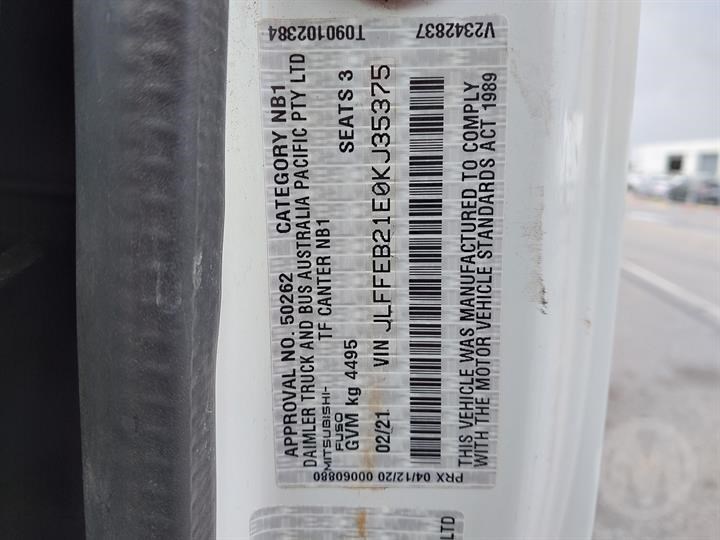 APPROVAL NO. 50262 CATEGORY NB1
DAIMLER TRUCK AND BUS AUSTRALIA PACIFIC PTY LTD
MITSUBISHI-FUSO TF CANTER NB1
GVM kg 4495 SEATS 3
02/21 VIN JLFFEB21E0KJ35375
THIS VEHICLE WAS MANUFACTURED TO COMPLY
WITH THE MOTOR VEHICLE STANDARDS ACT 1989
T090102384
V2342837
PRX 04/12/20 00060880
LTD
M